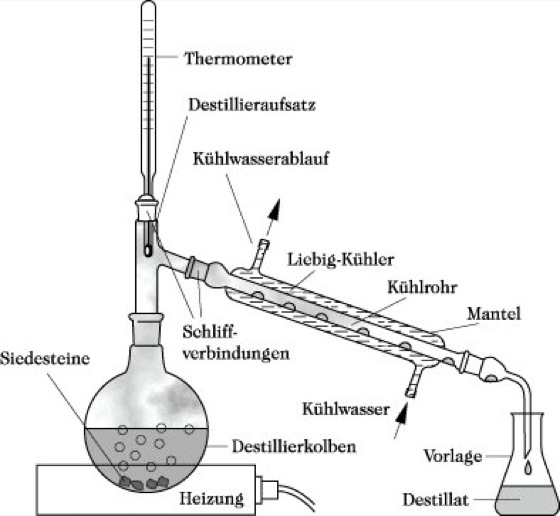 Thermometer
Destillieraufsatz
Kühlwasserablauf
Liebig-Kühler
Kühlrohr
Mantel
Schliff-
verbindungen
Siedesteine
Kühlwasser
Destillierkolben
Vorlage
Heizung
Destillat